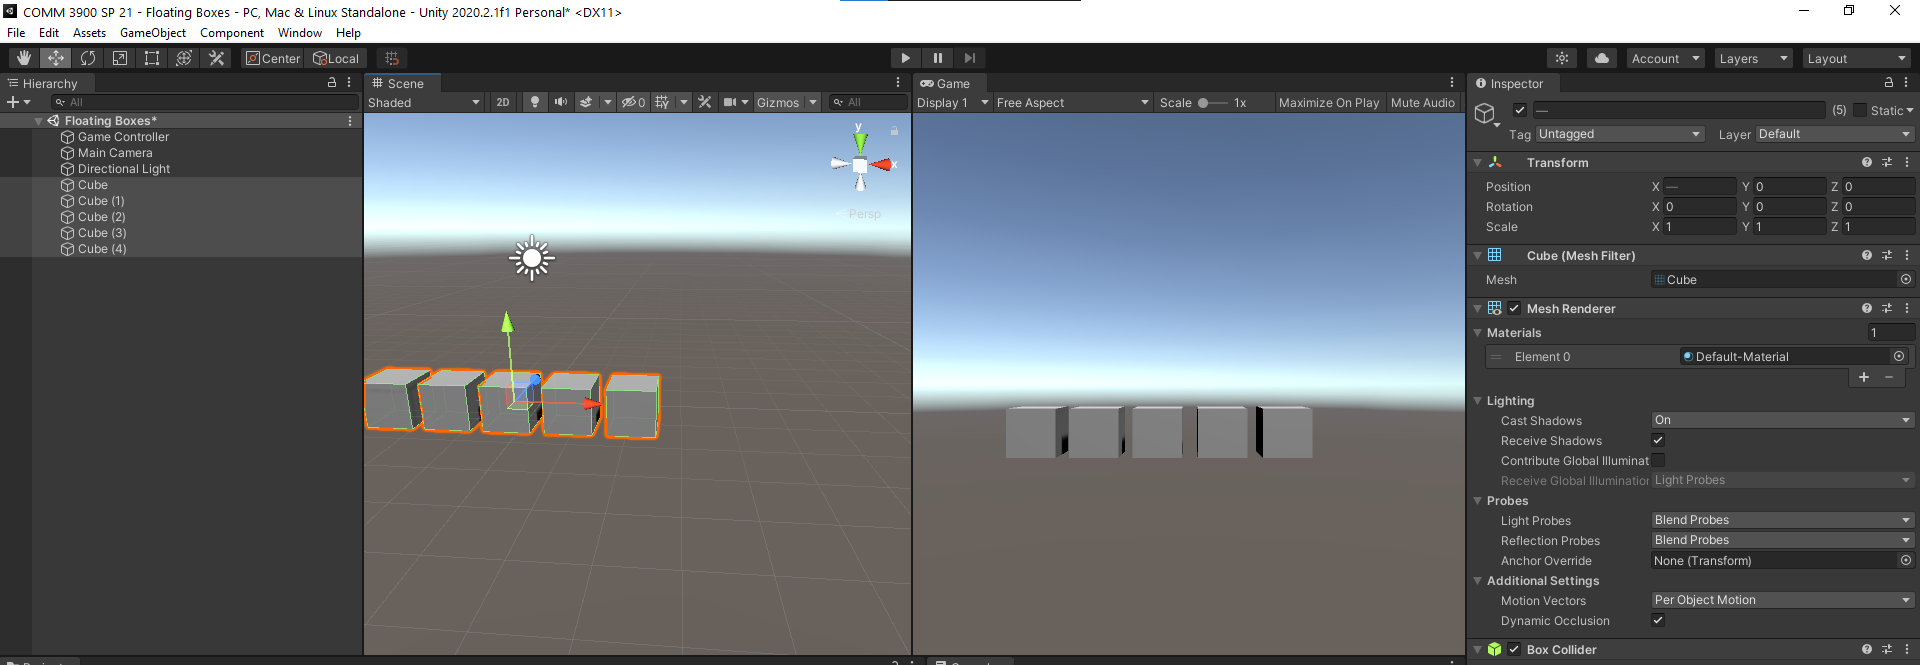 COMM 3900 SP 21 - Floating Boxes - PC, Mac & Linux Standalone - Unity 2020.2.1f1 Personal* <DX11>
File Edit Assets GameObject Component Window Help
Center Local Account Layers Layout
Hierarchy
All
Floating Boxes*
Game Controller
Main Camera
Directional Light
Cube
Cube (1)
Cube (2)
Cube (3)
Cube (4)
Scene
Shaded 2D 0 Gizmos All
y
x
Persp
Game
Display 1 Free Aspect Scale 1x Maximize On Play Mute Audio
Inspector
— (5) Static
Tag Untagged Layer Default
Transform
Position X — Y 0 Z 0
Rotation X 0 Y 0 Z 0
Scale X 1 Y 1 Z 1
Cube (Mesh Filter)
Mesh Cube
Mesh Renderer
Materials 1
Element 0 Default-Material
Lighting
Cast Shadows On
Receive Shadows
Contribute Global Illuminat
Receive Global Illumination Light Probes
Probes
Light Probes Blend Probes
Reflection Probes Blend Probes
Anchor Override None (Transform)
Additional Settings
Motion Vectors Per Object Motion
Dynamic Occlusion
Box Collider